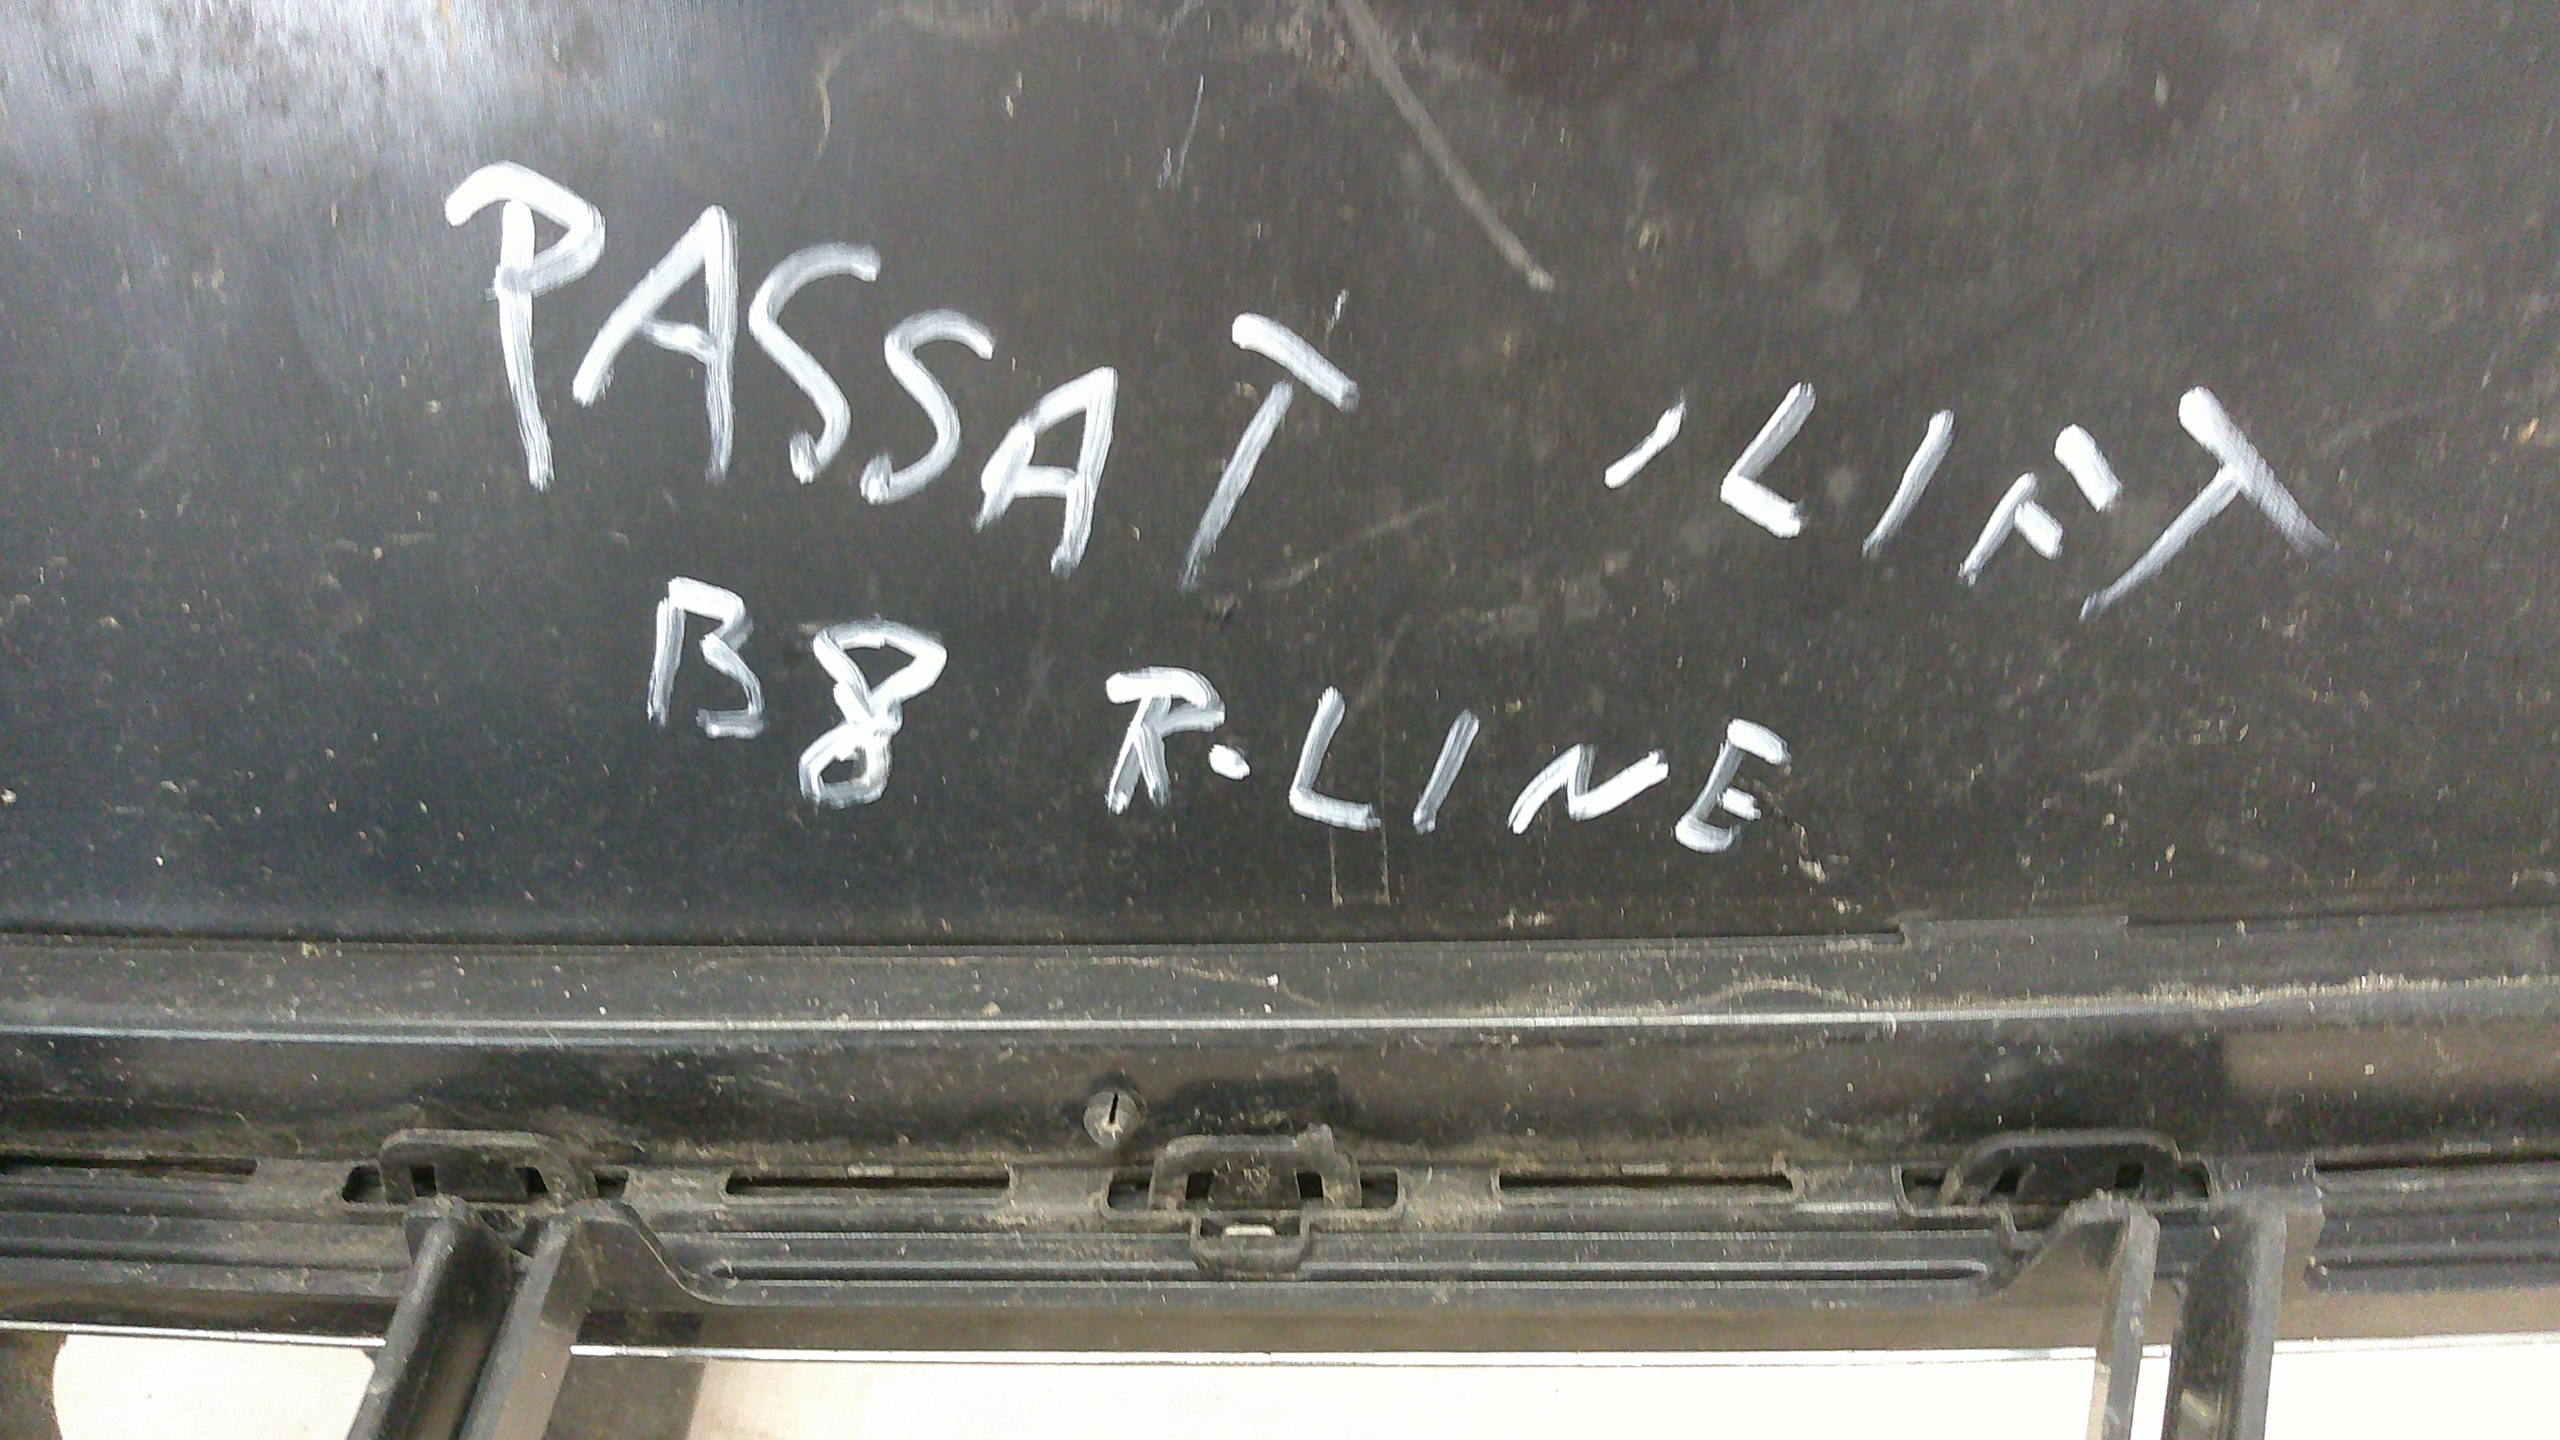 PASSAT 'LIFT
B8 R-LINE